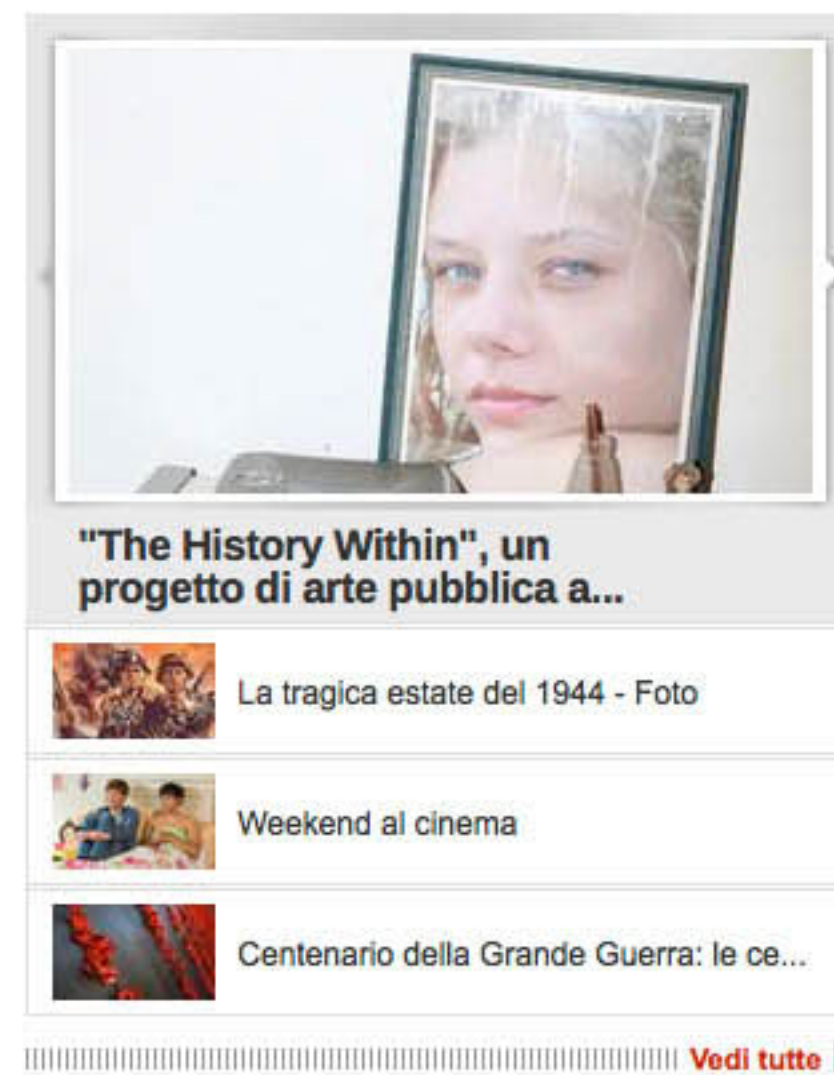 "The History Within", un
progetto di arte pubblica a...
La tragica estate del 1944 - Foto
Weekend al cinema
Centenario della Grande Guerra: le ce...
Vedi tutte